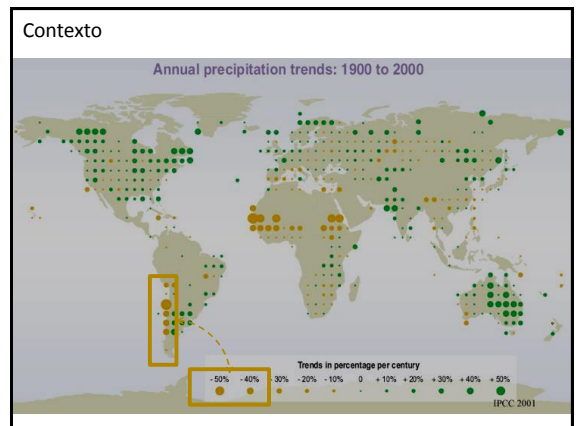 Contexto
Annual precipitation trends: 1900 to 2000
Trends in percentage per century
- 50% - 40% - 30% - 20% - 10% 0 + 10% + 20% + 30% + 40% + 50%
IPCC 2001